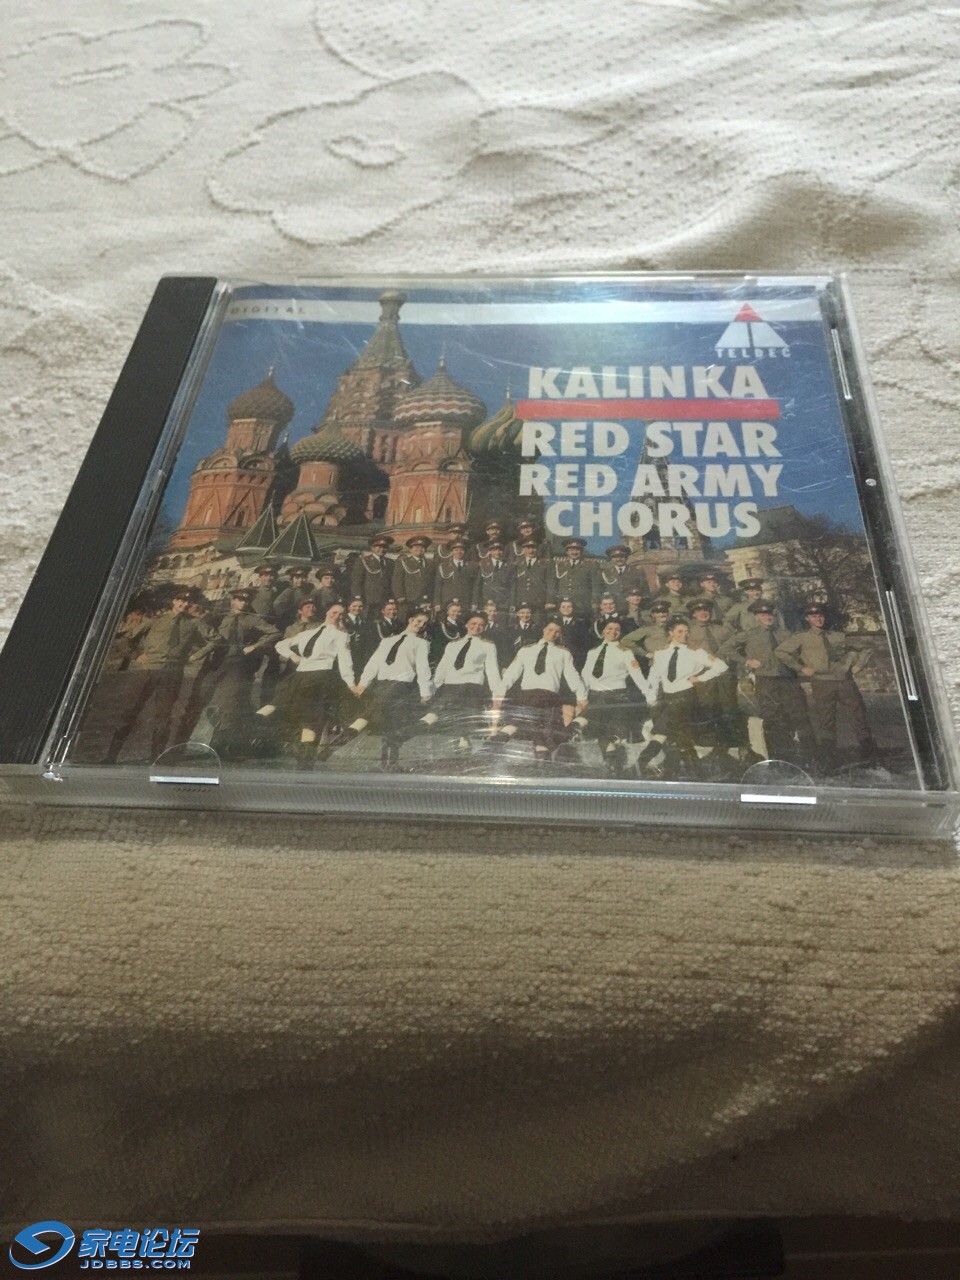 DIGITAL
TELDEC
KALINKA
RED STAR
RED ARMY
CHORUS
家电论坛
JDBBS.COM